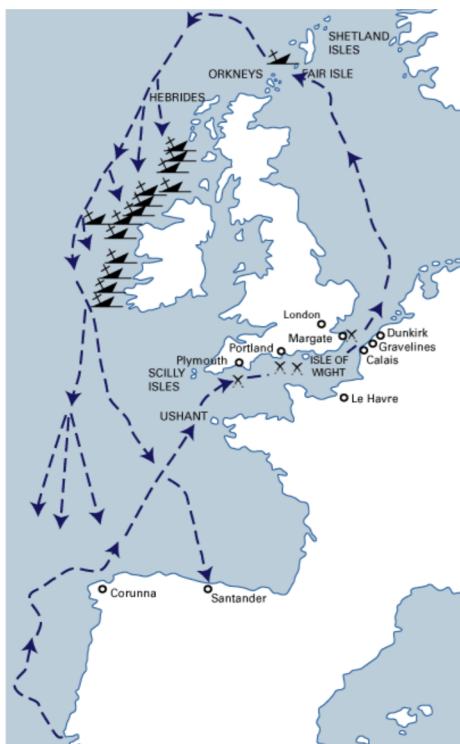 SHETLAND
ISLES
ORKNEYS
FAIR ISLE
HEBRIDES
London
Margate
Dunkirk
Gravelines
Calais
Portland
Plymouth
ISLE OF
WIGHT
SCILLY
ISLES
Le Havre
USHANT
Corunna
Santander